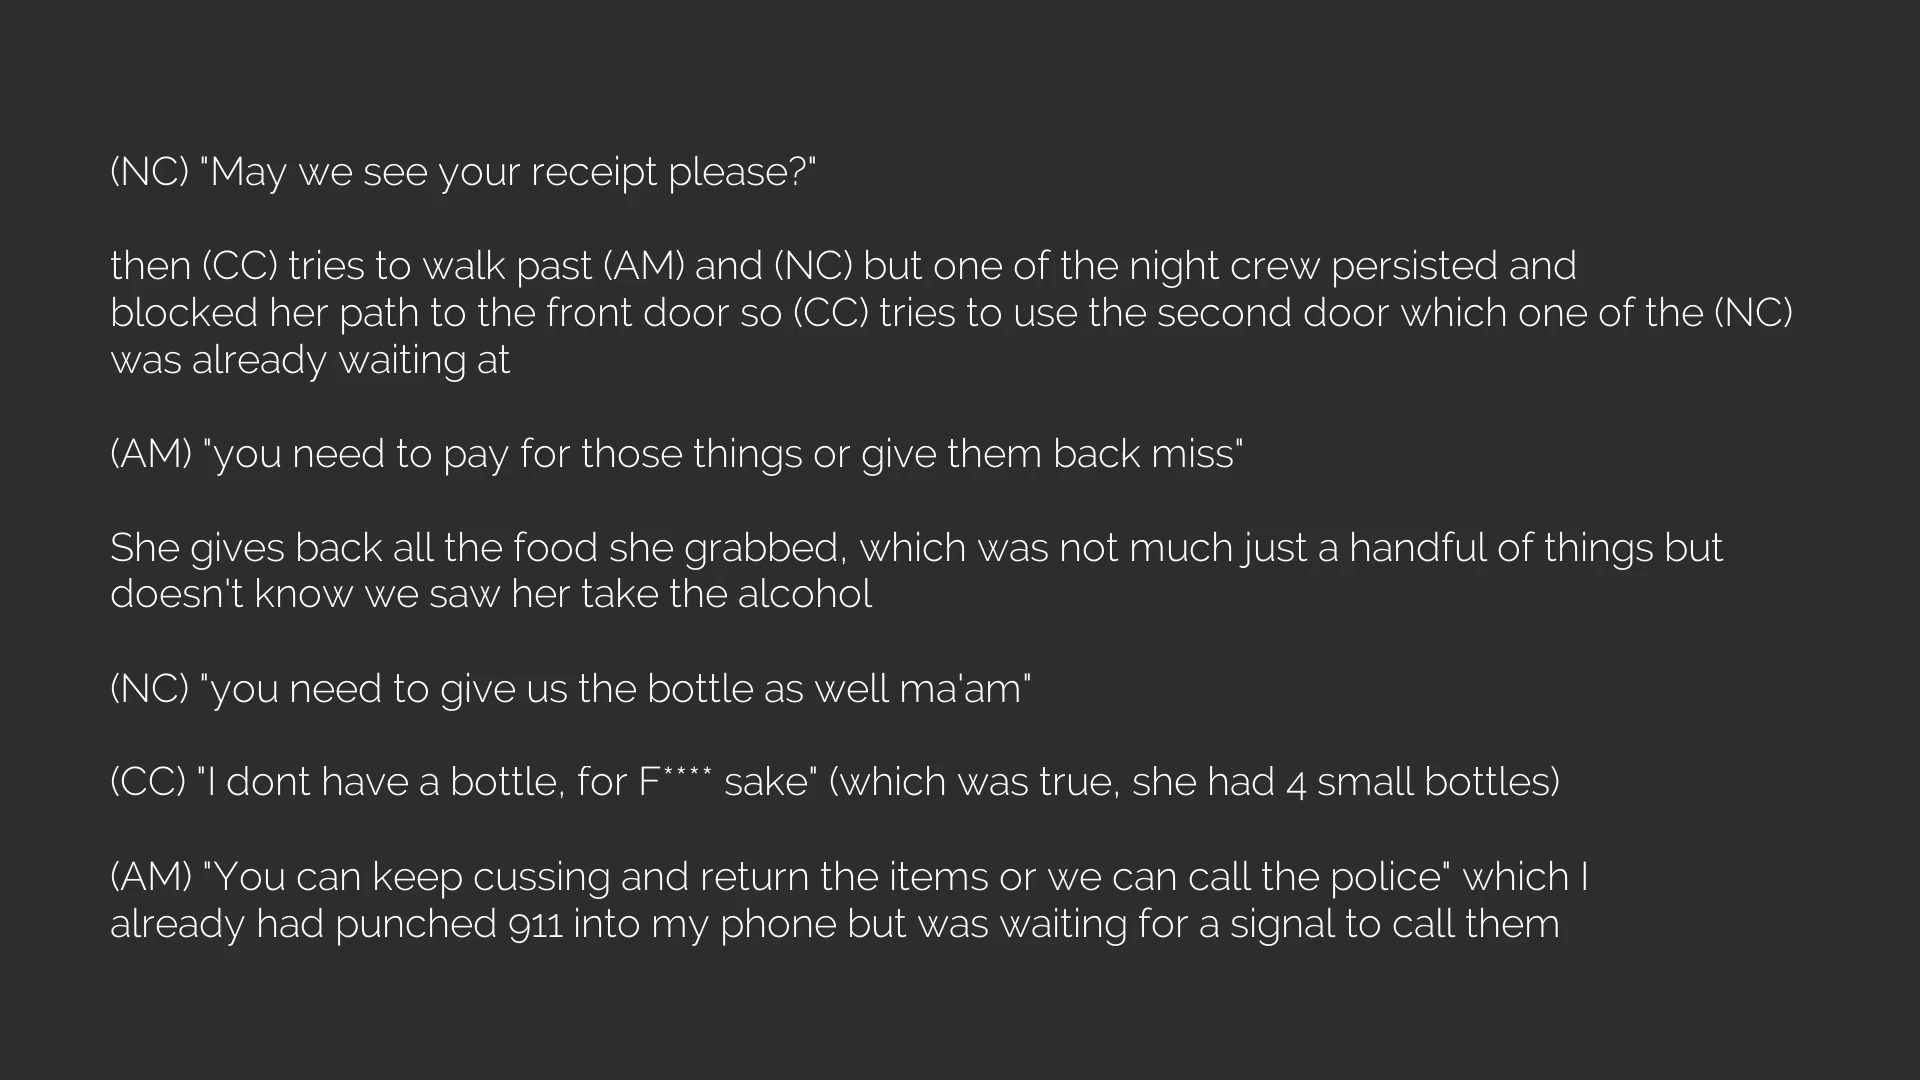 (NC) "May we see your receipt please?"
then (CC) tries to walk past (AM) and (NC) but one of the night crew persisted and
blocked her path to the front door so (CC) tries to use the second door which one of the (NC)
was already waiting at
(AM) "you need to pay for those things or give them back miss"
She gives back all the food she grabbed, which was not much just a handful of things but
doesn't know we saw her take the alcohol
(NC) "you need to give us the bottle as well ma'am"
(CC) "I dont have a bottle, for F**** sake" (which was true, she had 4 small bottles)
(AM) "You can keep cussing and return the items or we can call the police" which I
already had punched 911 into my phone but was waiting for a signal to call them